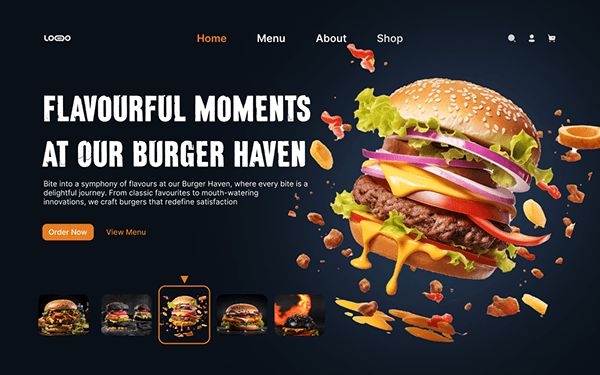 LOGO
Home Menu About Shop
FLAVOURFUL MOMENTS
AT OUR BURGER HAVEN
Bite into a symphony of flavours at our Burger Haven, where every bite is a
delightful journey. From classic favourites to mouth-watering
innovations, we craft burgers that redefine satisfaction
Order Now View Menu